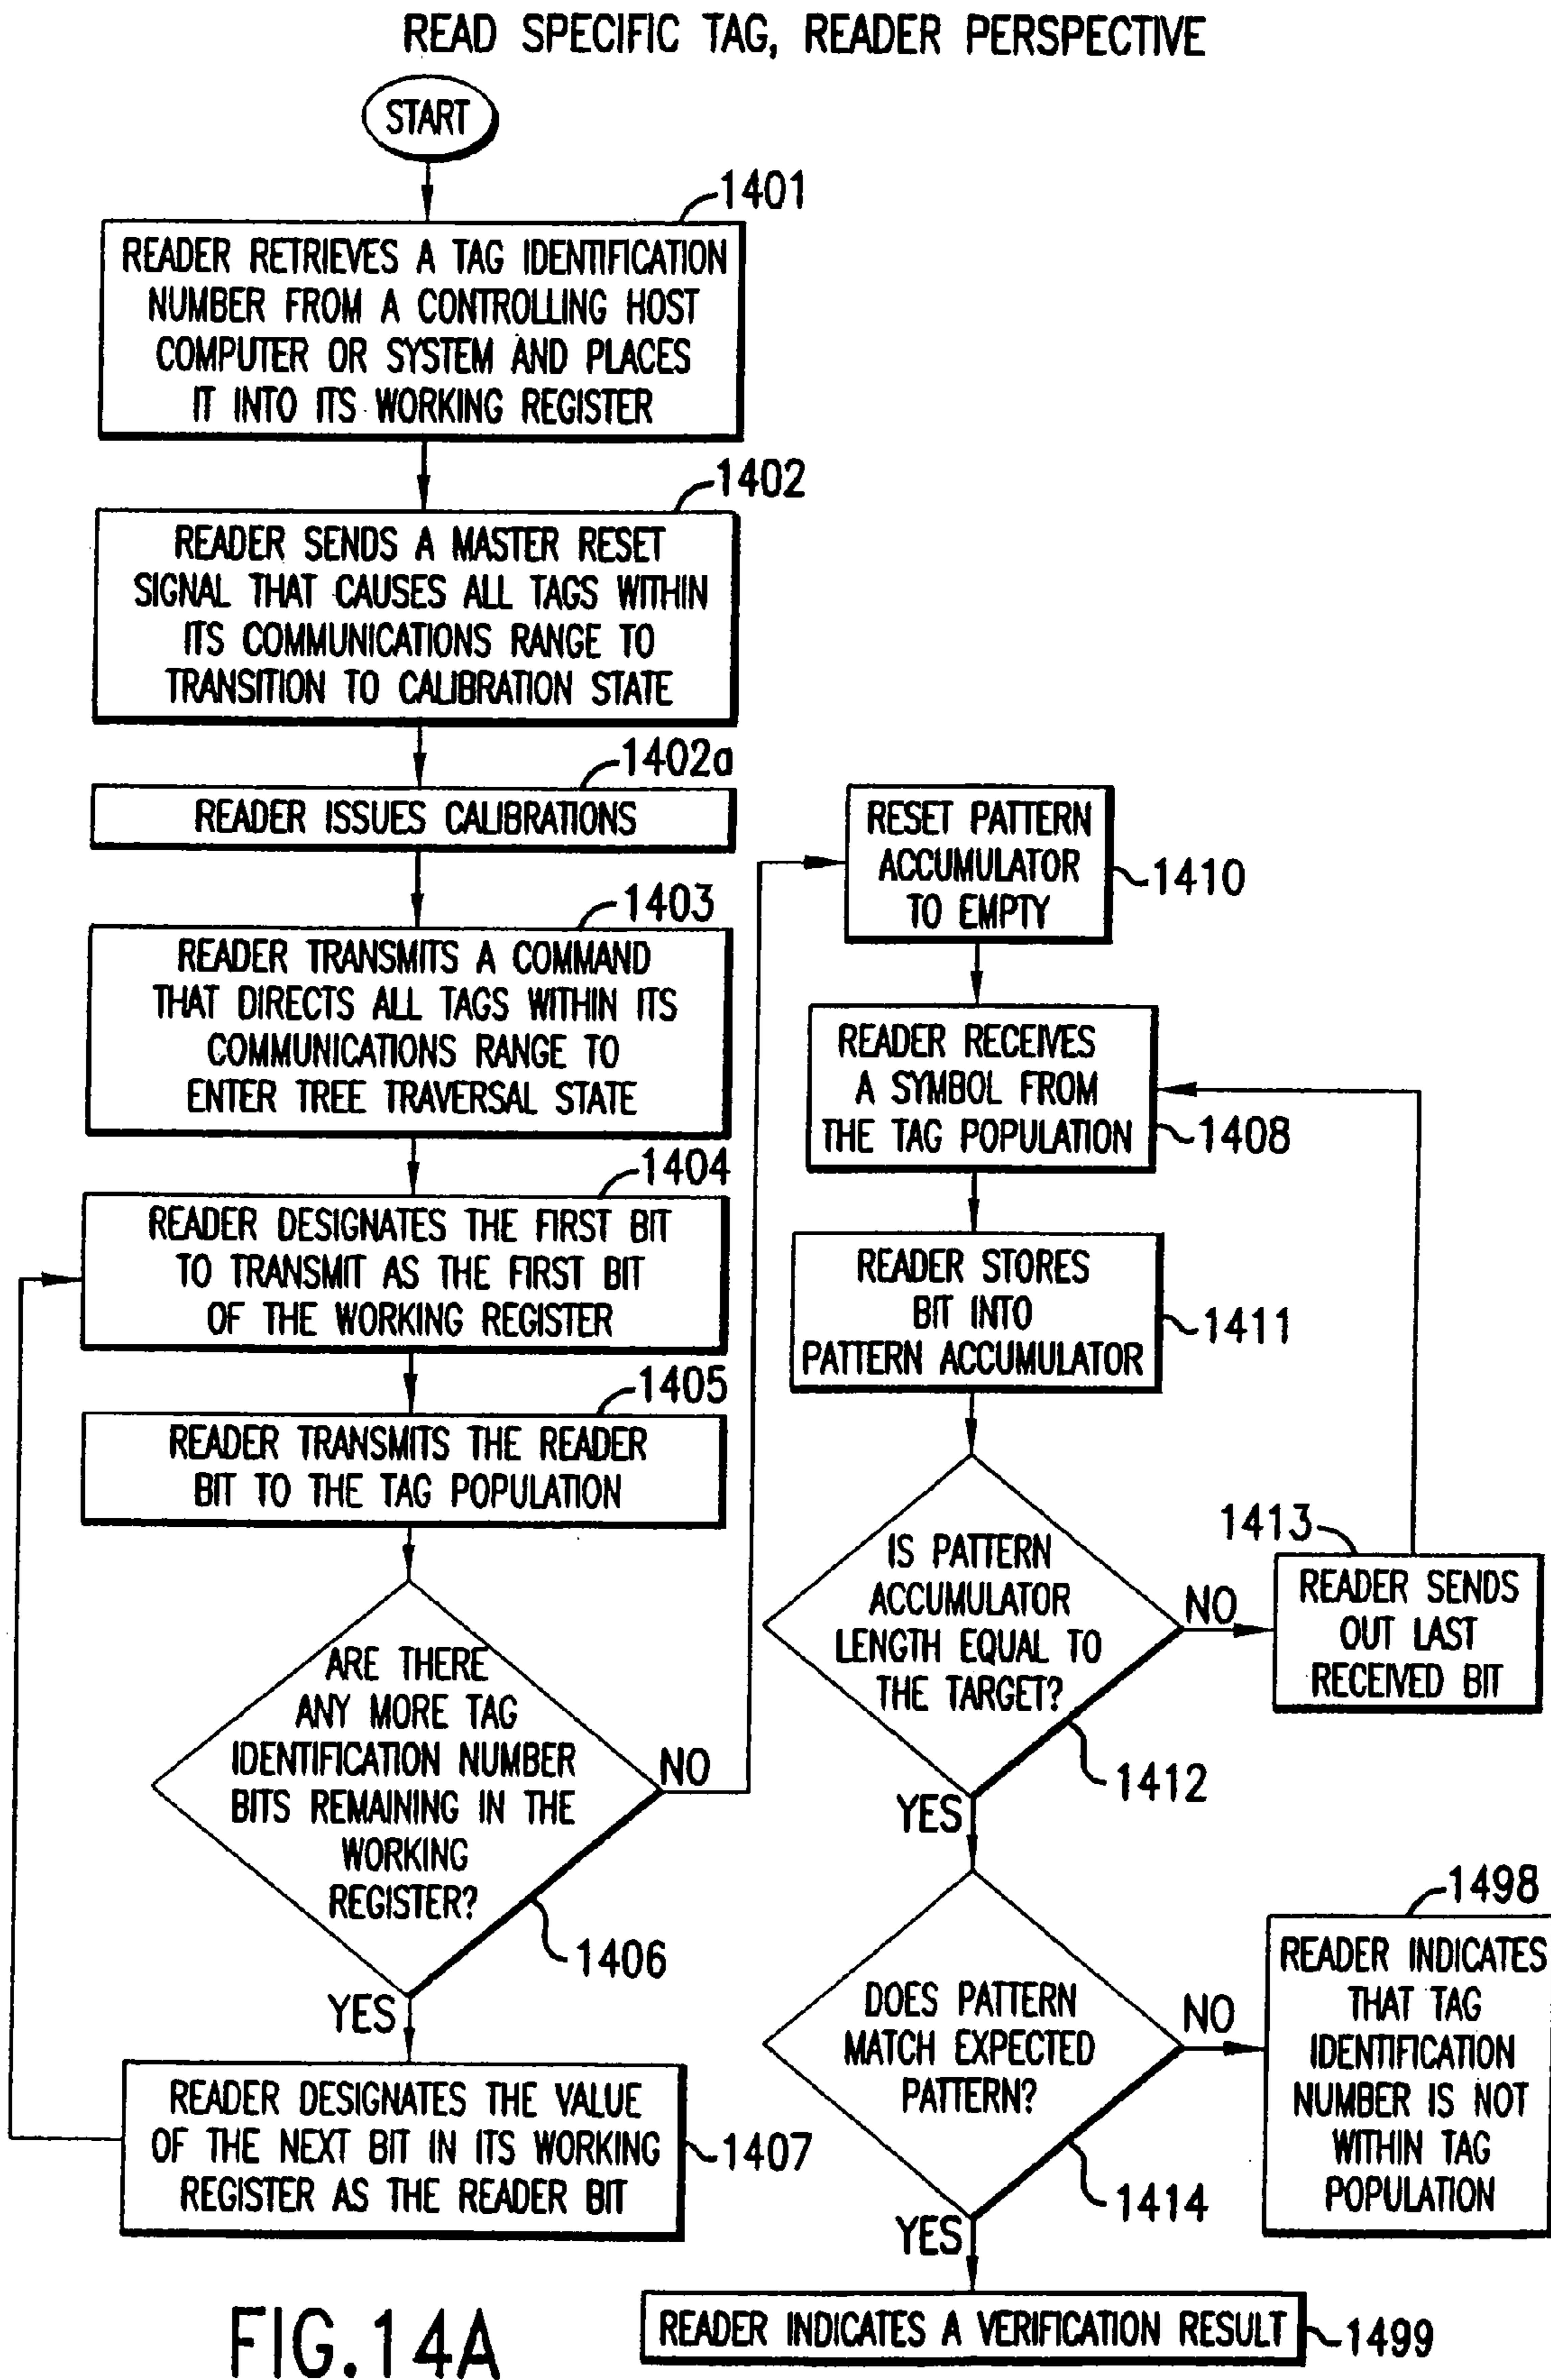 READ SPECIFIC TAG, READER PERSPECTIVE
START
1401
READER RETRIEVES A TAG IDENTIFICATION
NUMBER FROM A CONTROLLING HOST
COMPUTER OR SYSTEM AND PLACES
IT INTO ITS WORKING REGISTER
1402
READER SENDS A MASTER RESET
SIGNAL THAT CAUSES ALL TAGS WITHIN
ITS COMMUNICATIONS RANGE TO
TRANSITION TO CALIBRATION STATE
1402a
READER ISSUES CALIBRATIONS
1403
READER TRANSMITS A COMMAND
THAT DIRECTS ALL TAGS WITHIN ITS
COMMUNICATIONS RANGE TO
ENTER TREE TRAVERSAL STATE
1404
READER DESIGNATES THE FIRST BIT
TO TRANSMIT AS THE FIRST BIT
OF THE WORKING REGISTER
1405
READER TRANSMITS THE READER
BIT TO THE TAG POPULATION
ARE THERE
ANY MORE TAG
IDENTIFICATION NUMBER
BITS REMAINING IN THE
WORKING
REGISTER?
NO
1406
YES
READER DESIGNATES THE VALUE
OF THE NEXT BIT IN ITS WORKING
REGISTER AS THE READER BIT
1407
RESET PATTERN
ACCUMULATOR
TO EMPTY
1410
READER RECEIVES
A SYMBOL FROM
THE TAG POPULATION
1408
READER STORES
BIT INTO
PATTERN ACCUMULATOR
1411
IS PATTERN
ACCUMULATOR
LENGTH EQUAL TO
THE TARGET?
NO
1413
READER SENDS
OUT LAST
RECEIVED BIT
1412
YES
DOES PATTERN
MATCH EXPECTED
PATTERN?
NO
1498
READER INDICATES
THAT TAG
IDENTIFICATION
NUMBER IS NOT
WITHIN TAG
POPULATION
1414
YES
READER INDICATES A VERIFICATION RESULT
1499
FIG.14A